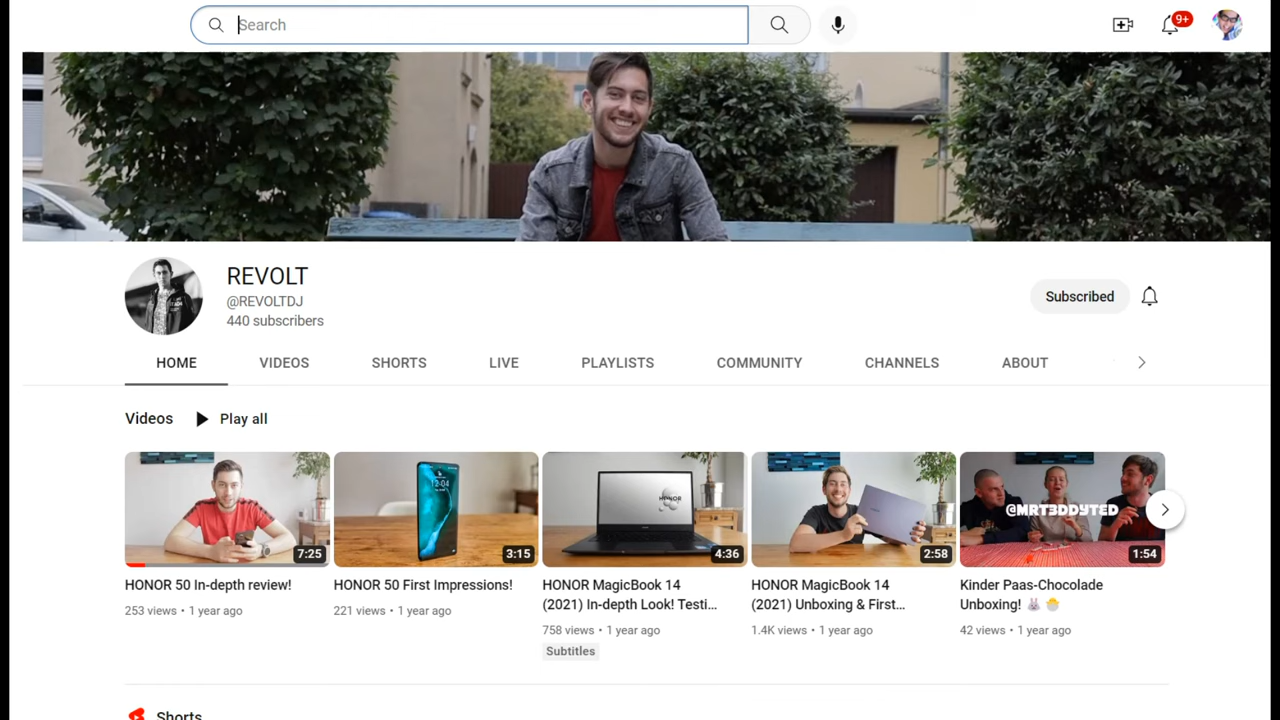 Search
9+
REVOLT
@REVOLTDJ
440 subscribers
Subscribed
HOME VIDEOS SHORTS LIVE PLAYLISTS COMMUNITY CHANNELS ABOUT
Videos Play all
12:04
HONOR
@MRT3DDYTED
7:25 3:15 4:36 2:58 1:54
HONOR 50 In-depth review!
253 views • 1 year ago
HONOR 50 First Impressions!
221 views • 1 year ago
HONOR MagicBook 14
(2021) In-depth Look! Testi...
758 views • 1 year ago
Subtitles
HONOR MagicBook 14
(2021) Unboxing & First...
1.4K views • 1 year ago
Kinder Paas-Chocolade
Unboxing! 🐰 🐣
42 views • 1 year ago
Shorts